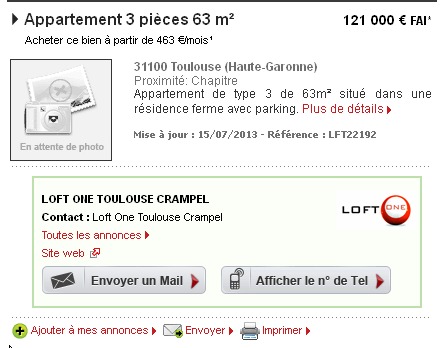 Appartement 3 pièces 63 m² 121 000 € FAI*
Acheter ce bien à partir de 463 €/mois¹
31100 Toulouse (Haute-Garonne)
Proximité: Chapitre
Appartement de type 3 de 63m² situé dans une
résidence ferme avec parking. Plus de détails
Mise à jour : 15/07/2013 - Référence : LFT22192
En attente de photo
LOFT ONE TOULOUSE CRAMPEL
Contact : Loft One Toulouse Crampel
LOFT ONE
Toutes les annonces
Site web
Envoyer un Mail Afficher le n° de Tel
Ajouter à mes annonces Envoyer Imprimer